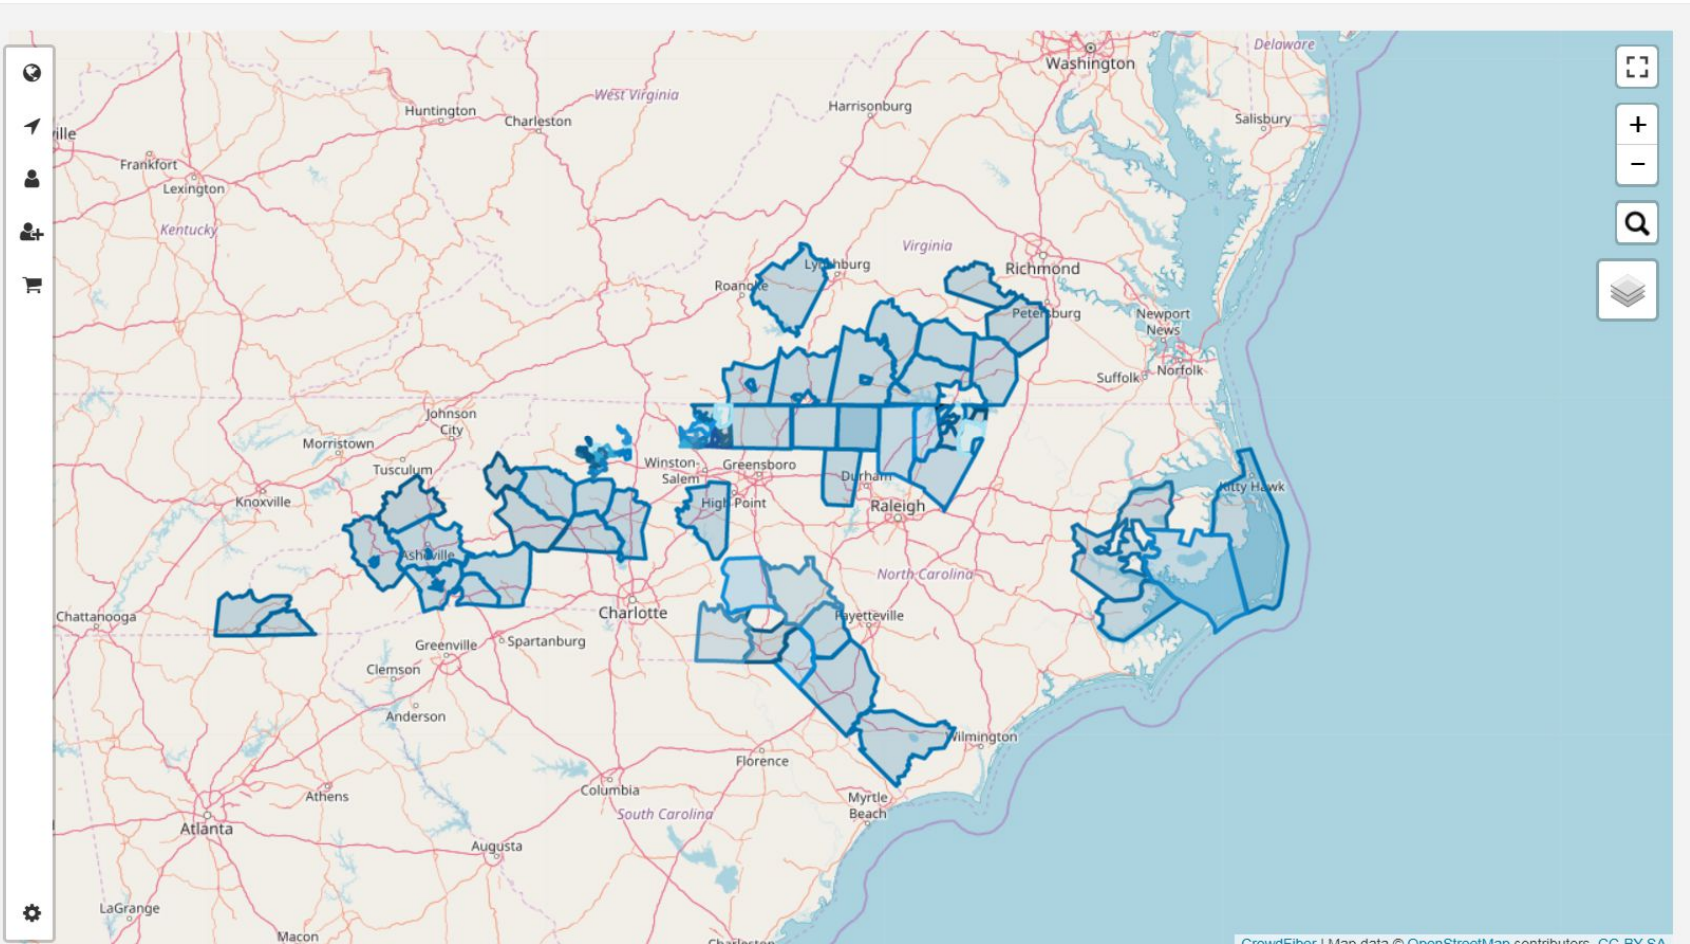 Delaware
Washington
West Virginia
Harrisonburg
Huntington
Charleston
Salisbury
ville
Frankfort
Lexington
Kentucky
Virginia
Lynchburg
Richmond
Roanoke
Petersburg
Newport
News
Norfolk
Suffolk
Johnson
City
Morristown
Tusculum
Winston-
Salem
Greensboro
Durham
Knoxville
High Point
Raleigh
Kitty Hawk
Asheville
North Carolina
Chattanooga
Charlotte
Fayetteville
Greenville
Spartanburg
Clemson
Anderson
Wilmington
Florence
Athens
Columbia
Myrtle
Beach
South Carolina
Atlanta
Augusta
LaGrange
Macon
Charleston
+
−
CrowdFiber | Map data © OpenStreetMap contributors, CC-BY-SA